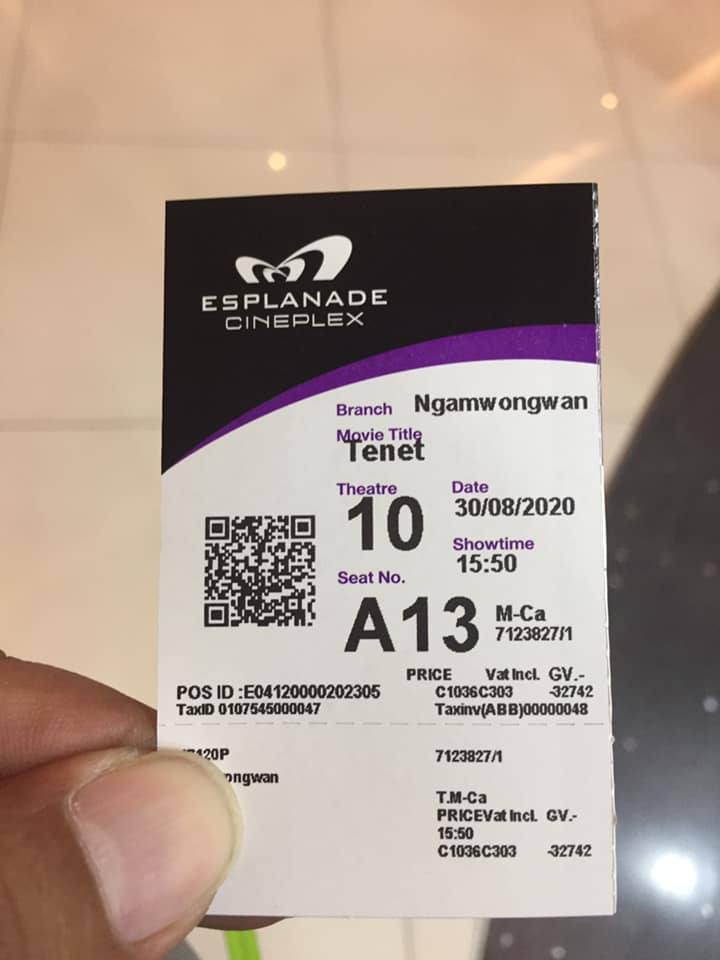 ESPLANADE
CINEPLEX
Branch Ngamwongwan
Movie Title
Tenet
Theatre
10
Date
30/08/2020
Showtime
15:50
Seat No.
A13
M-Ca
7123827/1
PRICE Vat Incl. GV.-
POS ID :E04120000202305 C1036C303 -32742
TaxID 0107545000047 Taxinv(ABB)00000048
7123827/1
T.M-Ca
PRICEVat Incl. GV.-
15:50
C1036C303 -32742